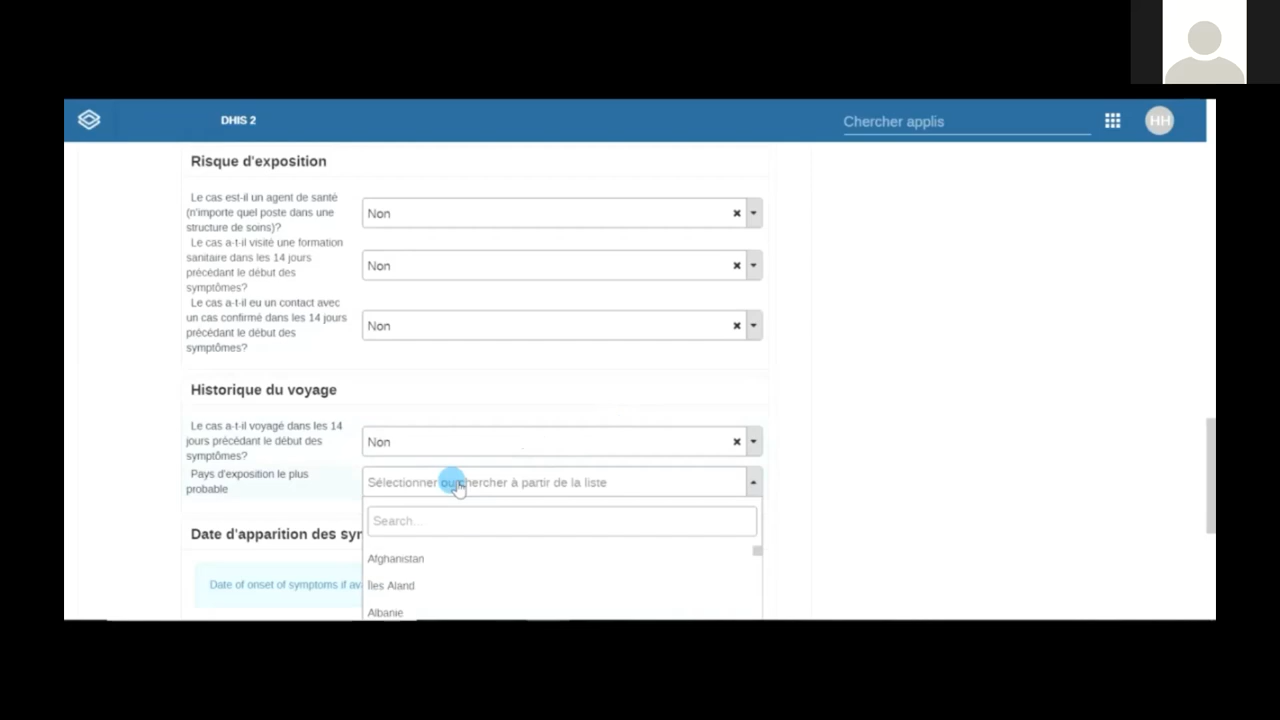 DHIS 2
Chercher applis
HH
Risque d'exposition
Le cas est-il un agent de santé
(n'importe quel poste dans une
structure de soins)?
Non
Le cas a-t-il visité une formation
sanitaire dans les 14 jours
précédant le début des
symptômes?
Non
Le cas a-t-il eu un contact avec
un cas confirmé dans les 14 jours
précédant le début des
symptômes?
Non
Historique du voyage
Le cas a-t-il voyagé dans les 14
jours précédant le début des
symptômes?
Non
Pays d'exposition le plus
probable
Sélectionner ou chercher à partir de la liste
Search...
Afghanistan
Îles Aland
Albanie
Date d'apparition des syr
Date of onset of symptoms if av